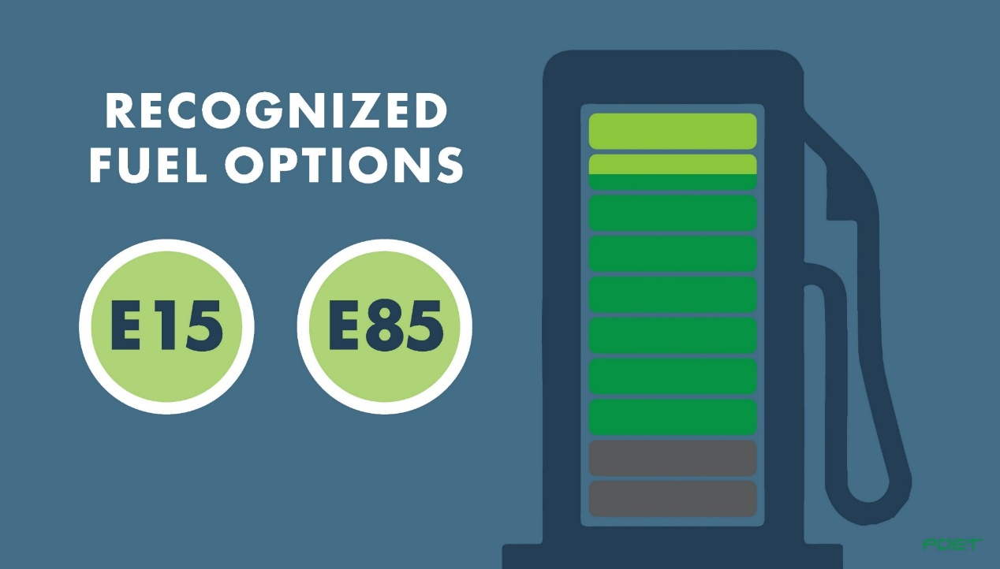 RECOGNIZED
FUEL OPTIONS
E15 E85
POET